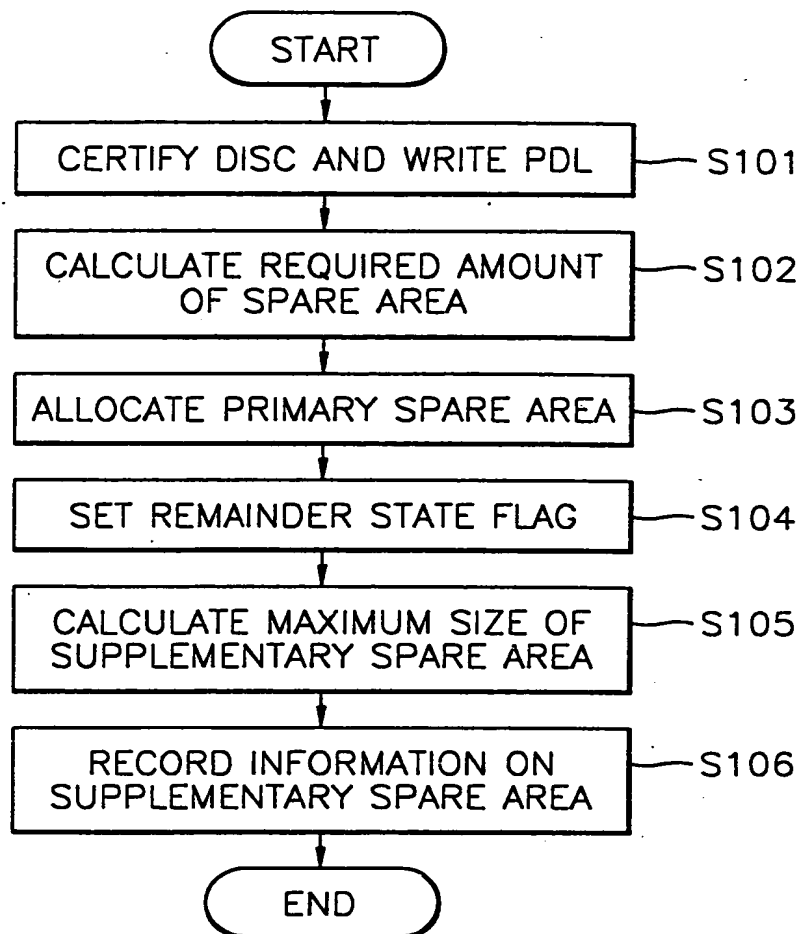 START
CERTIFY DISC AND WRITE PDL
S101
CALCULATE REQUIRED AMOUNT
OF SPARE AREA
S102
ALLOCATE PRIMARY SPARE AREA
S103
SET REMAINDER STATE FLAG
S104
CALCULATE MAXIMUM SIZE OF
SUPPLEMENTARY SPARE AREA
S105
RECORD INFORMATION ON
SUPPLEMENTARY SPARE AREA
S106
END